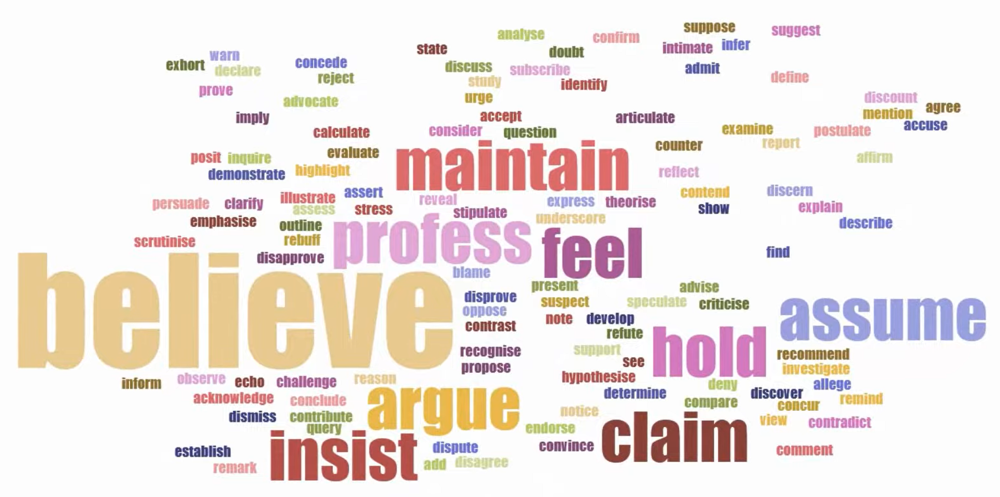 suppose
suggest
analyse
confirm
intimate
infer
state
doubt
warn
exhort
declare
concede
reject
discuss
subscribe
admit
study
identify
define
prove
advocate
urge
discount
agree
mention
accuse
imply
accept
articulate
calculate
consider
question
examine
postulate
report
counter
evaluate
maintain
posit
inquire
affirm
demonstrate
highlight
reflect
assert
contend
discern
persuade
clarify
illustrate
assess
stress
reveal
express
theorise
show
explain
stipulate
underscore
emphasise
outline
describe
rebuff
profess
feel
scrutinise
disapprove
find
believe
blame
present
advise
disprove
suspect
speculate
criticise
oppose
contrast
note
develop
refute
assume
hold
recognise
support
see
recommend
propose
hypothesise
investigate
inform
observe
echo
challenge
reason
deny
allege
determine
discover
acknowledge
conclude
argue
compare
concur
remind
dismiss
contribute
query
notice
view
contradict
endorse
claim
insist
establish
dispute
convince
comment
remark
add
disagree